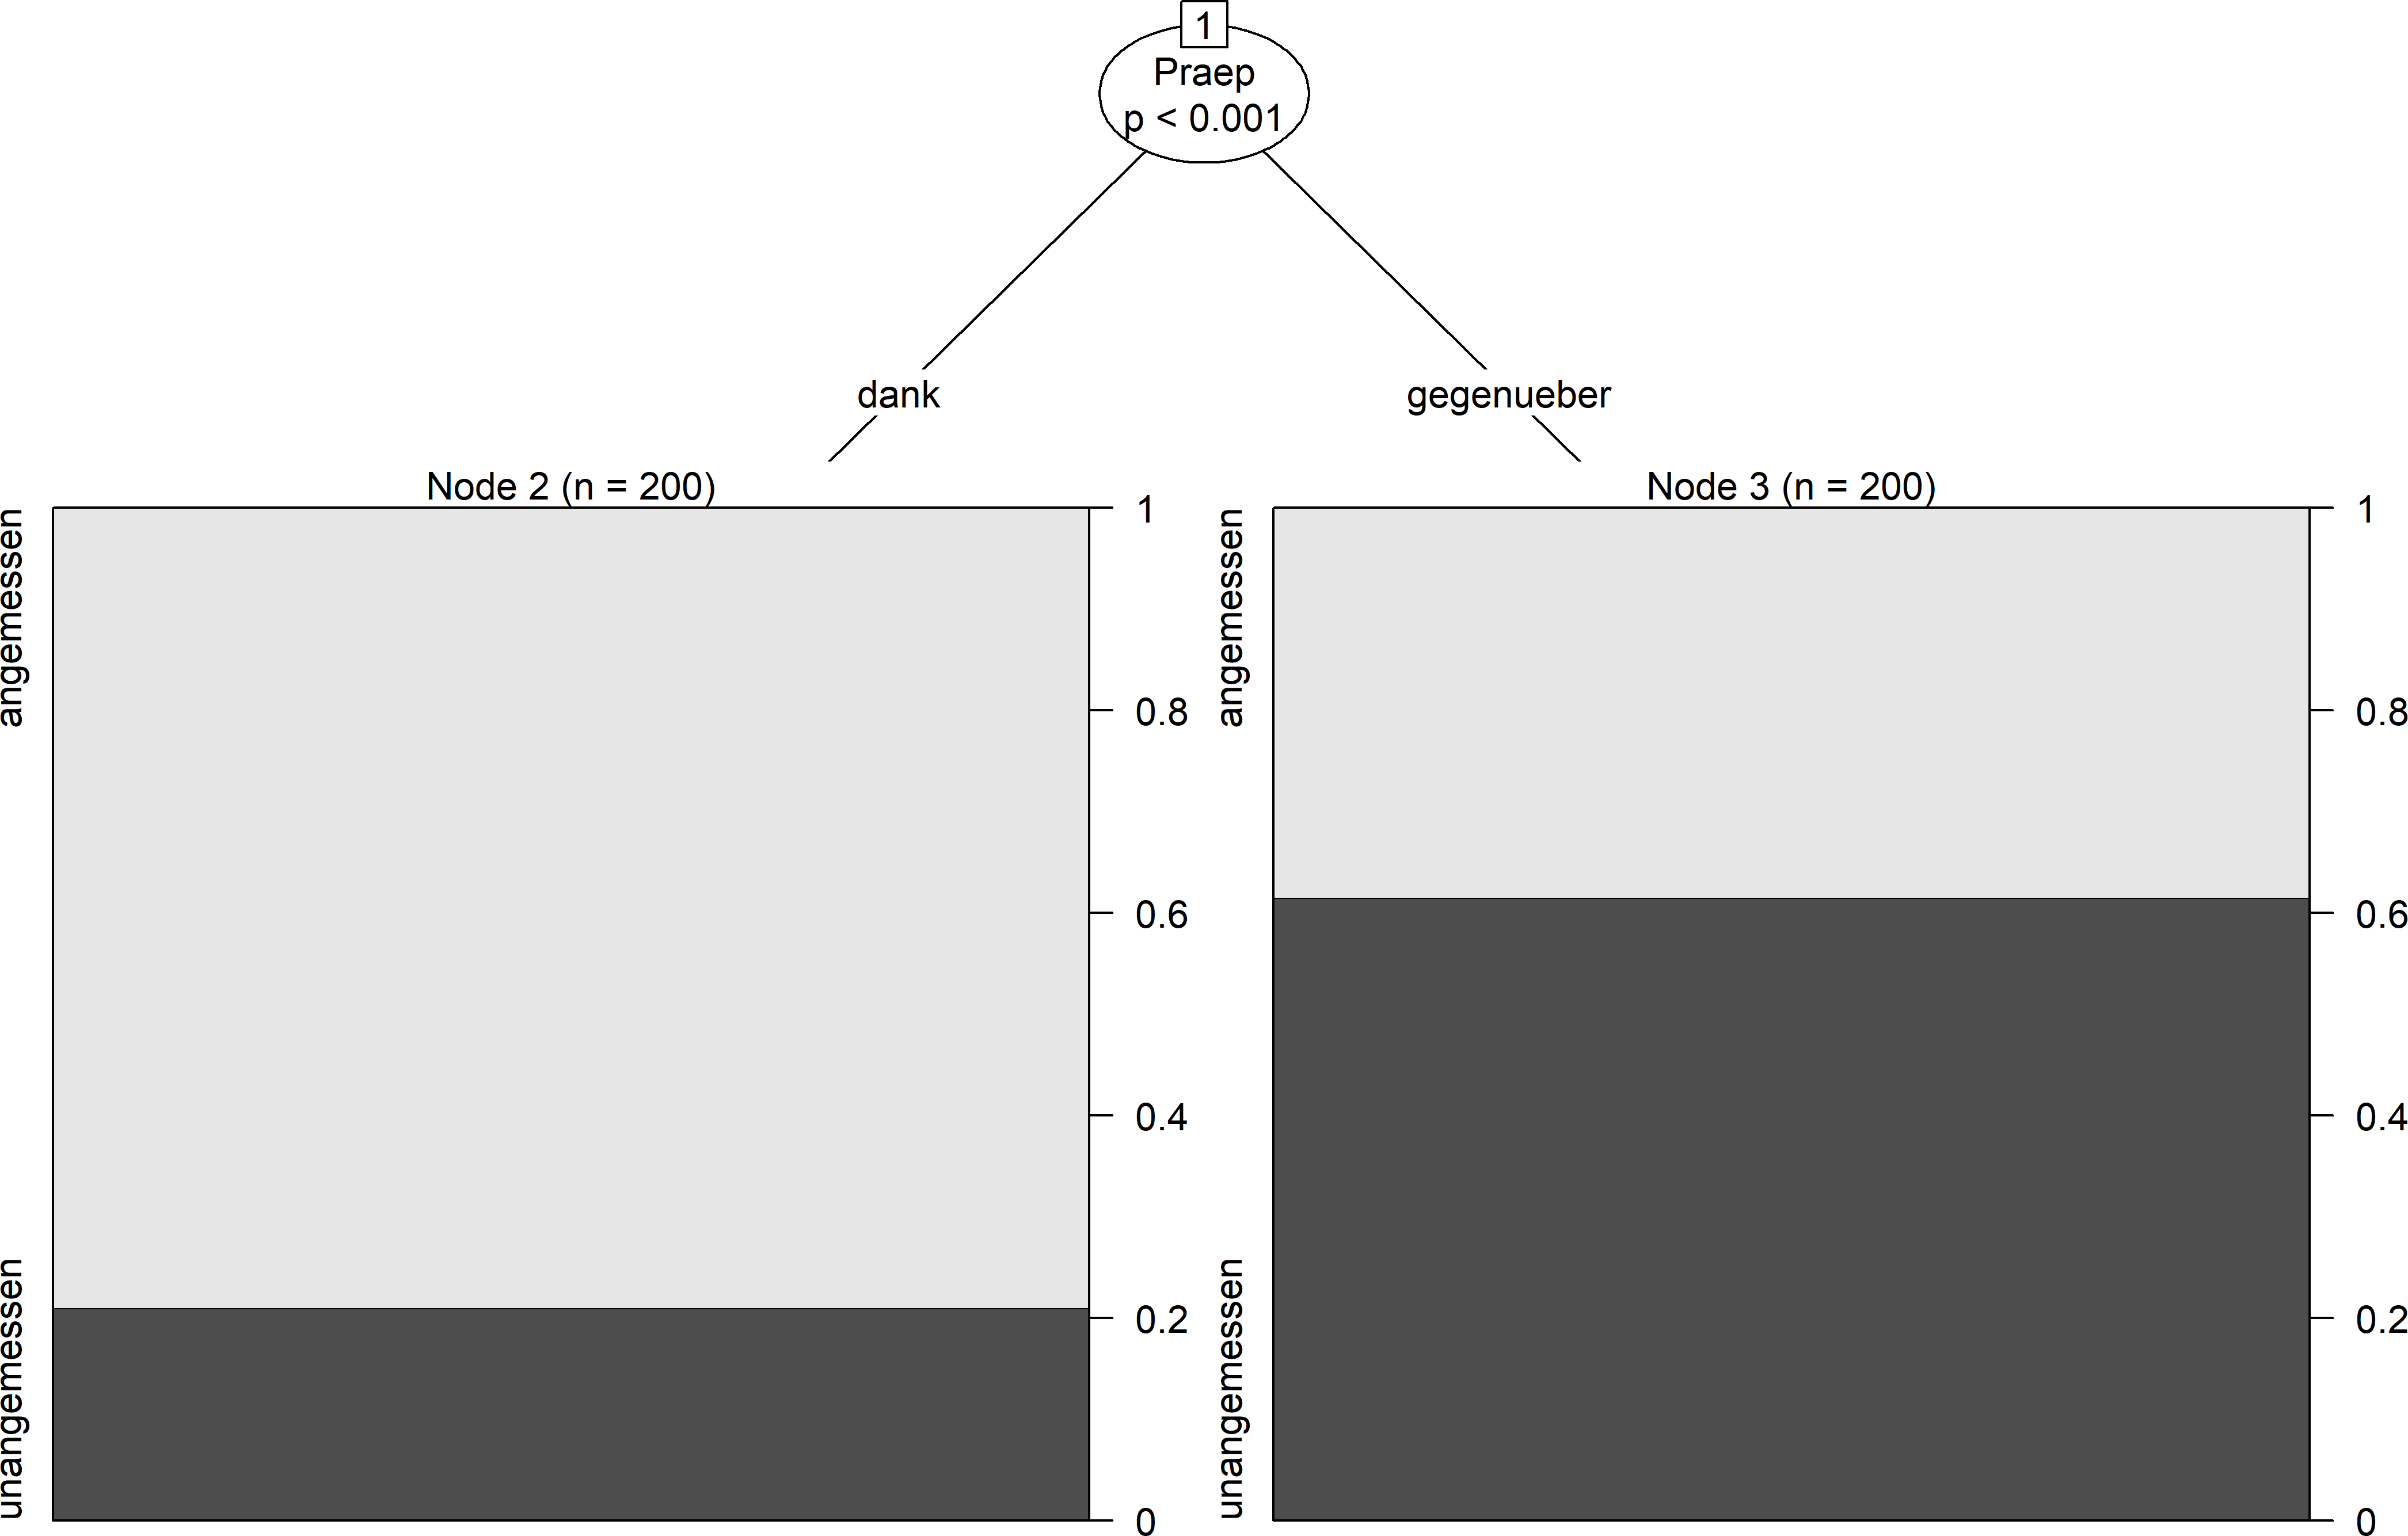 1
Praep
p < 0.001
dank
gegenueber
Node 2 (n = 200)
angemessen
unangemessen
1
0.8
0.6
0.4
0.2
0
Node 3 (n = 200)
angemessen
unangemessen
1
0.8
0.6
0.4
0.2
0